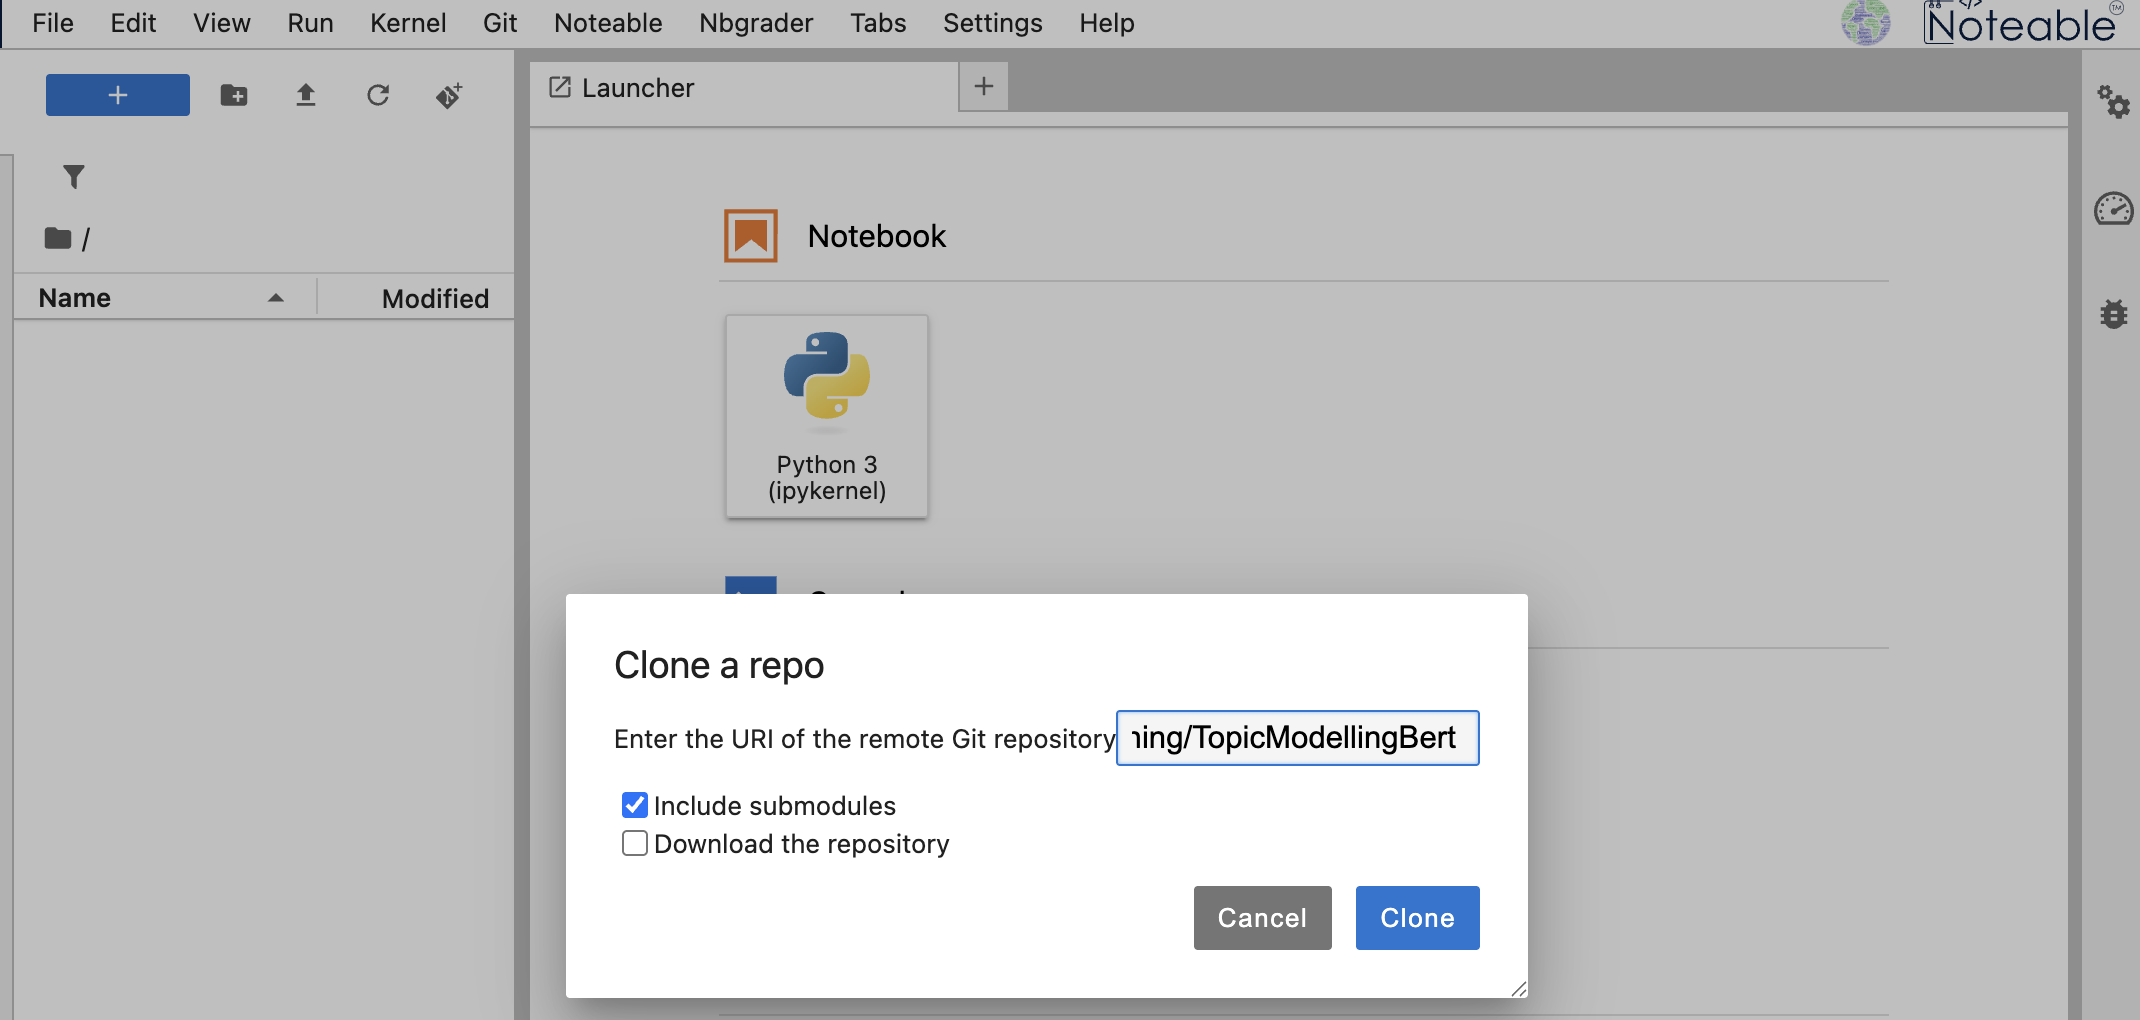 File Edit View Run Kernel Git Noteable Nbgrader Tabs Settings Help
Noteable TM
Launcher
/
Name Modified
Notebook
Python 3
(ipykernel)
Clone a repo
Enter the URI of the remote Git repository ing/TopicModellingBert
Include submodules
Download the repository
Cancel Clone